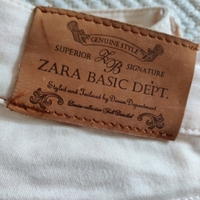 GENUINE STYLE
SUPERIOR ZB SIGNATURE
ZARA BASIC DEPT.
Styled and Tailored by Denim Department